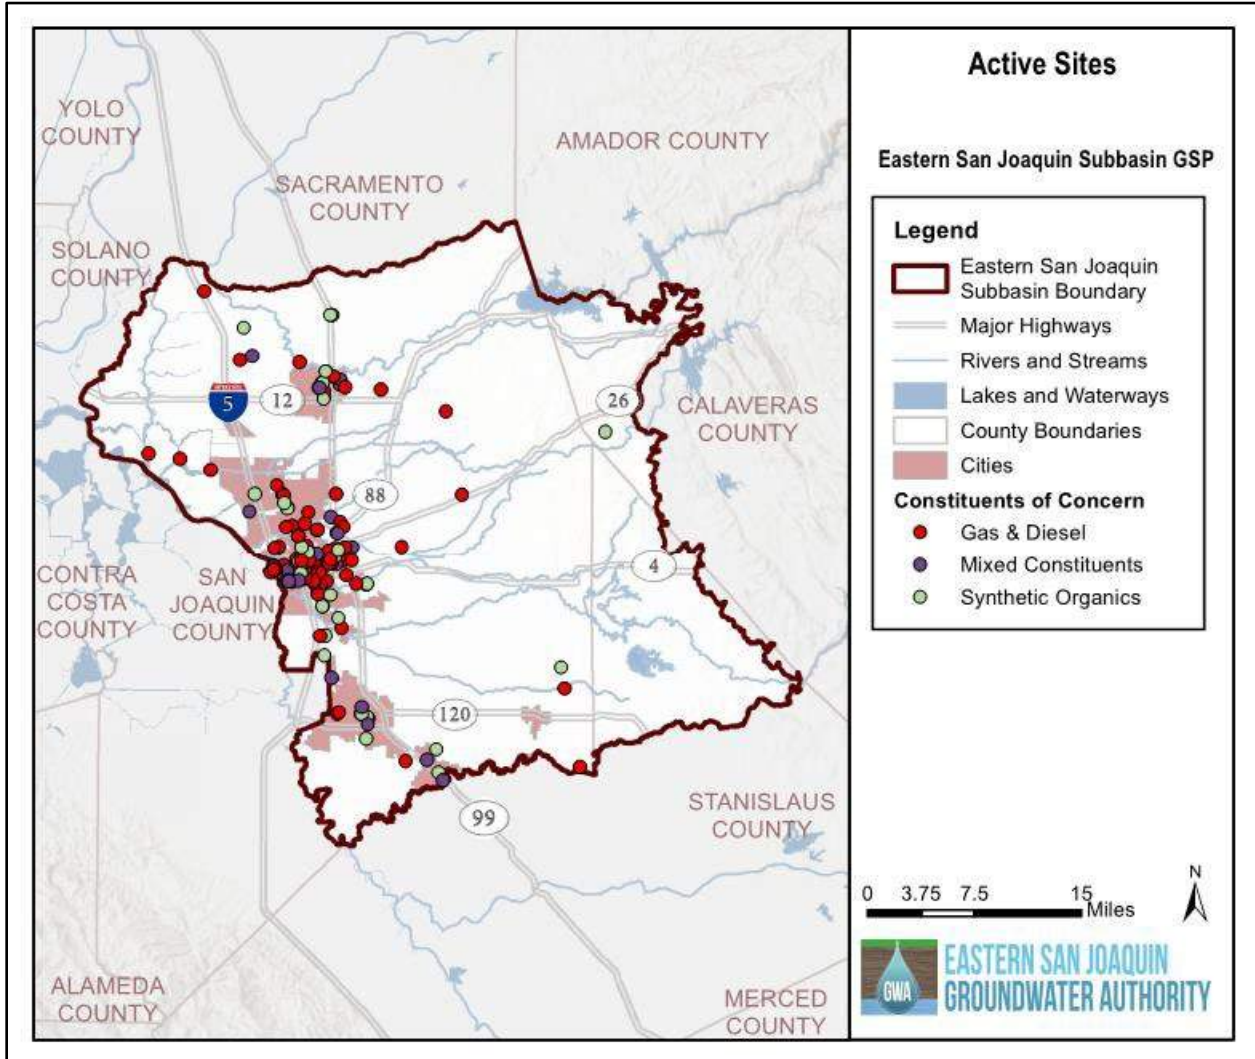 YOLO
COUNTY
AMADOR COUNTY
SACRAMENTO
COUNTY
SOLANO
COUNTY
5
12
26
CALAVERAS
COUNTY
88
4
CONTRA
COSTA
COUNTY
SAN
JOAQUIN
COUNTY
120
STANISLAUS
COUNTY
99
ALAMEDA
COUNTY
MERCED
COUNTY
Active Sites
Eastern San Joaquin Subbasin GSP
Legend
Eastern San Joaquin
Subbasin Boundary
Major Highways
Rivers and Streams
Lakes and Waterways
County Boundaries
Cities
Constituents of Concern
Gas & Diesel
Mixed Constituents
Synthetic Organics
N
0 3.75 7.5 15
Miles
GWA
EASTERN SAN JOAQUIN
GROUNDWATER AUTHORITY